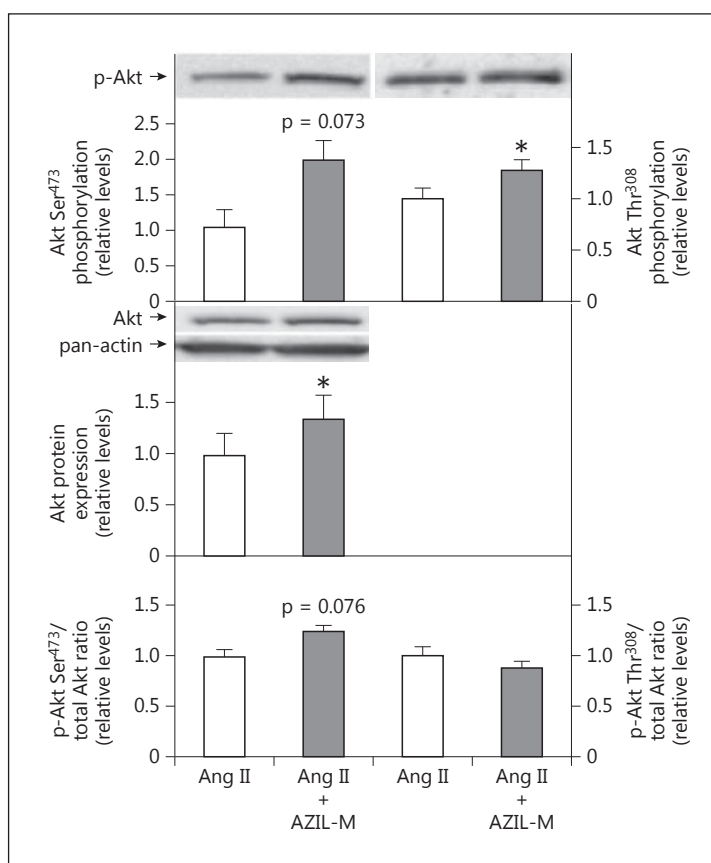 p-Akt
p = 0.073
*
2.5
2.0
1.5
1.0
0.5
0
Akt Ser473
phosphorylation
(relative levels)
1.5
1.0
0.5
0
Akt Thr308
phosphorylation
(relative levels)
Akt
pan-actin
*
1.5
1.0
0.5
0
Akt protein
expression
(relative levels)
p = 0.076
1.5
1.0
0.5
0
p-Akt Ser473/
total Akt ratio
(relative levels)
1.5
1.0
0.5
0
p-Akt Thr308/
total Akt ratio
(relative levels)
Ang II
Ang II
+
AZIL-M
Ang II
Ang II
+
AZIL-M